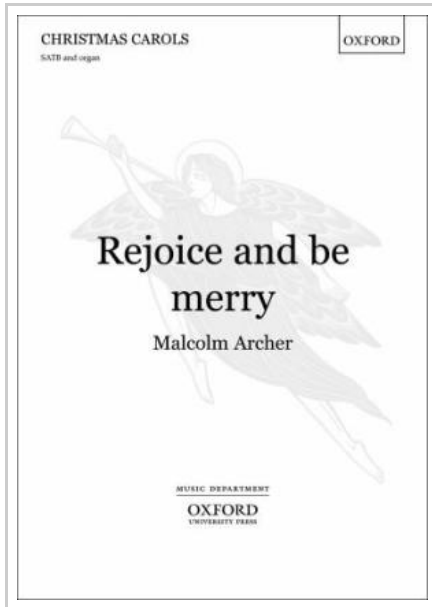 CHRISTMAS CAROLS
OXFORD
SATB and organ
Rejoice and be
merry
Malcolm Archer
MUSIC DEPARTMENT
OXFORD
UNIVERSITY PRESS